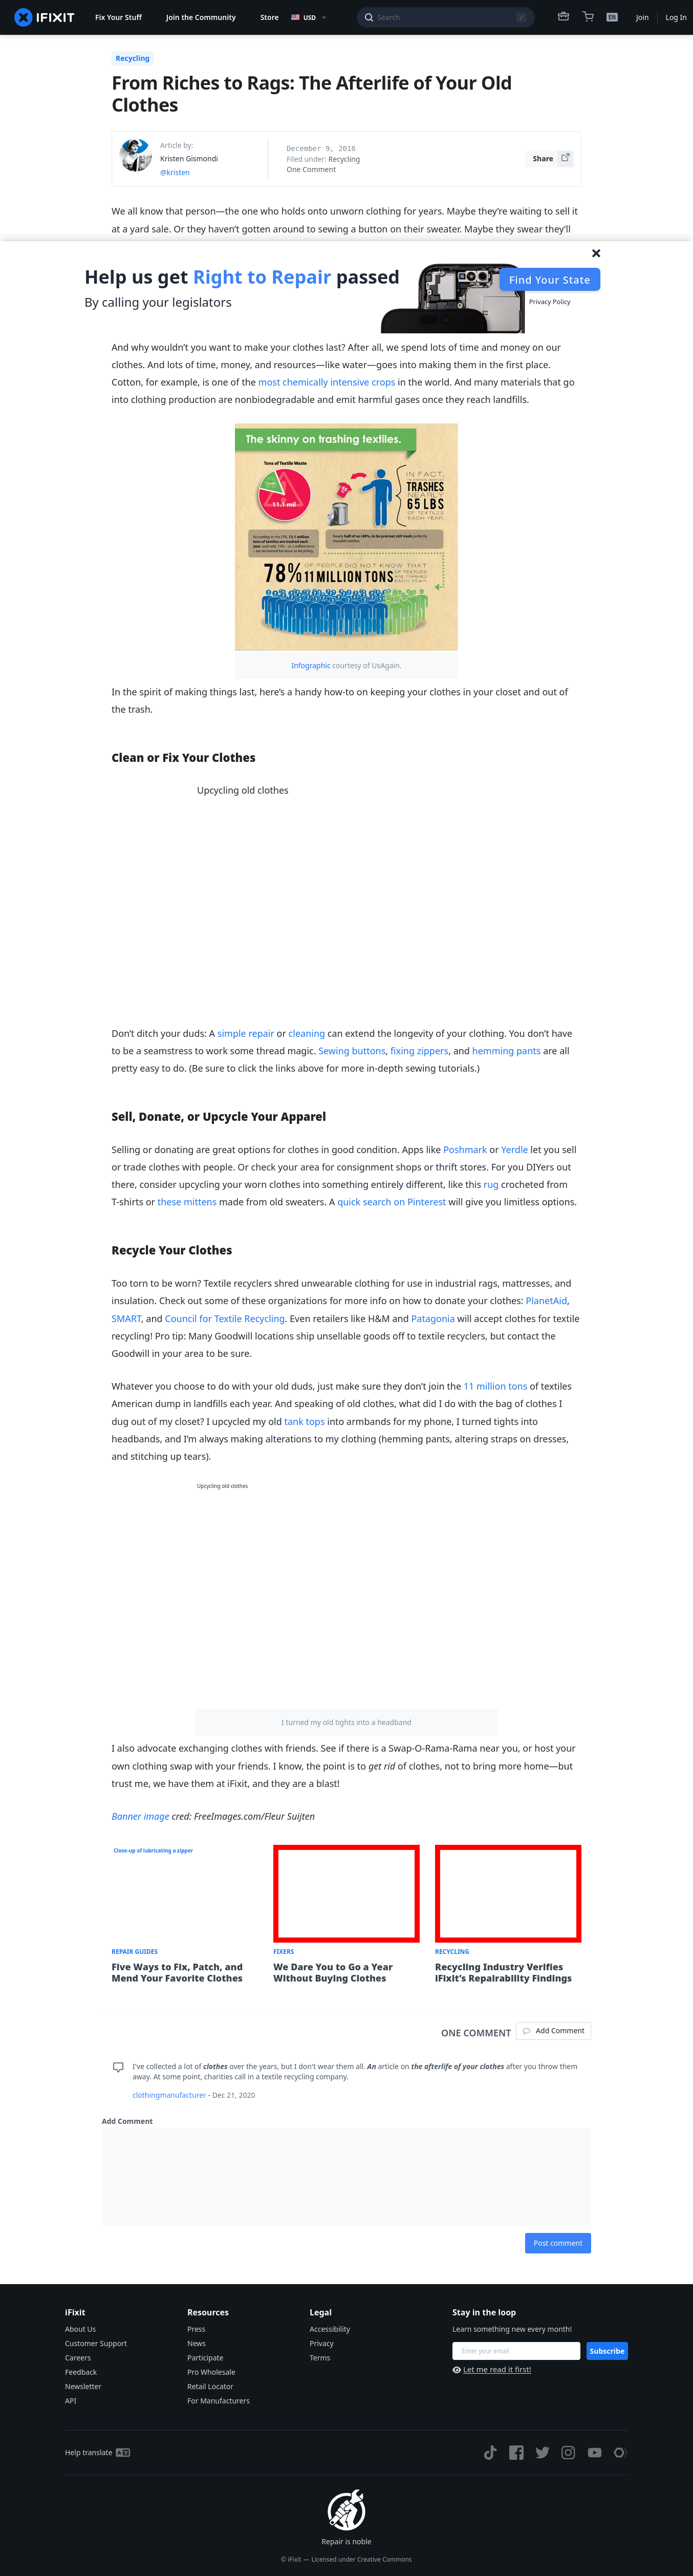 IFIXIT
Fix Your Stuff
Join the Community
Store
USD
Search
/
EN
Join
Log In
Recycling
From Riches to Rags: The Afterlife of Your Old
Clothes
Article by:
Kristen Gismondi
@kristen
December 9, 2016
Filed under: Recycling
One Comment
Share
We all know that person—the one who holds onto unworn clothing for years. Maybe they’re waiting to sell it
at a yard sale. Or they haven’t gotten around to sewing a button on their sweater. Maybe they swear they’ll
Help us get Right to Repair passed
By calling your legislators
Find Your State
Privacy Policy
And why wouldn’t you want to make your clothes last? After all, we spend lots of time and money on our
clothes. And lots of time, money, and resources—like water—goes into making them in the first place.
Cotton, for example, is one of the most chemically intensive crops in the world. And many materials that go
into clothing production are nonbiodegradable and emit harmful gases once they reach landfills.
The skinny on trashing textiles.
Tons of Textile Waste
11.1 mil
IN FACT,
TRASHES
NEARLY
65 LBS
78% 11 MILLION TONS
Infographic courtesy of UsAgain.
In the spirit of making things last, here’s a handy how-to on keeping your clothes in your closet and out of
the trash.
Clean or Fix Your Clothes
Upcycling old clothes
Don’t ditch your duds: A simple repair or cleaning can extend the longevity of your clothing. You don’t have
to be a seamstress to work some thread magic. Sewing buttons, fixing zippers, and hemming pants are all
pretty easy to do. (Be sure to click the links above for more in-depth sewing tutorials.)
Sell, Donate, or Upcycle Your Apparel
Selling or donating are great options for clothes in good condition. Apps like Poshmark or Yerdle let you sell
or trade clothes with people. Or check your area for consignment shops or thrift stores. For you DIYers out
there, consider upcycling your worn clothes into something entirely different, like this rug crocheted from
T-shirts or these mittens made from old sweaters. A quick search on Pinterest will give you limitless options.
Recycle Your Clothes
Too torn to be worn? Textile recyclers shred unwearable clothing for use in industrial rags, mattresses, and
insulation. Check out some of these organizations for more info on how to donate your clothes: PlanetAid,
SMART, and Council for Textile Recycling. Even retailers like H&M and Patagonia will accept clothes for textile
recycling! Pro tip: Many Goodwill locations ship unsellable goods off to textile recyclers, but contact the
Goodwill in your area to be sure.
Whatever you choose to do with your old duds, just make sure they don’t join the 11 million tons of textiles
American dump in landfills each year. And speaking of old clothes, what did I do with the bag of clothes I
dug out of my closet? I upcycled my old tank tops into armbands for my phone, I turned tights into
headbands, and I’m always making alterations to my clothing (hemming pants, altering straps on dresses,
and stitching up tears).
Upcycling old clothes
I turned my old tights into a headband
I also advocate exchanging clothes with friends. See if there is a Swap-O-Rama-Rama near you, or host your
own clothing swap with your friends. I know, the point is to get rid of clothes, not to bring more home—but
trust me, we have them at iFixit, and they are a blast!
Banner image cred: FreeImages.com/Fleur Suijten
Close-up of lubricating a zipper
REPAIR GUIDES
Five Ways to Fix, Patch, and
Mend Your Favorite Clothes
FIXERS
We Dare You to Go a Year
Without Buying Clothes
RECYCLING
Recycling Industry Verifies
iFixit’s Repairability Findings
ONE COMMENT
Add Comment
I've collected a lot of clothes over the years, but I don't wear them all. An article on the afterlife of your clothes after you throw them
away. At some point, charities call in a textile recycling company.
clothingmanufacturer - Dec 21, 2020
Add Comment
Post comment
iFixit
About Us
Customer Support
Careers
Feedback
Newsletter
API
Resources
Press
News
Participate
Pro Wholesale
Retail Locator
For Manufacturers
Legal
Accessibility
Privacy
Terms
Stay in the loop
Learn something new every month!
Enter your email
Subscribe
Let me read it first!
Help translate
Repair is noble
© iFixit — Licensed under Creative Commons